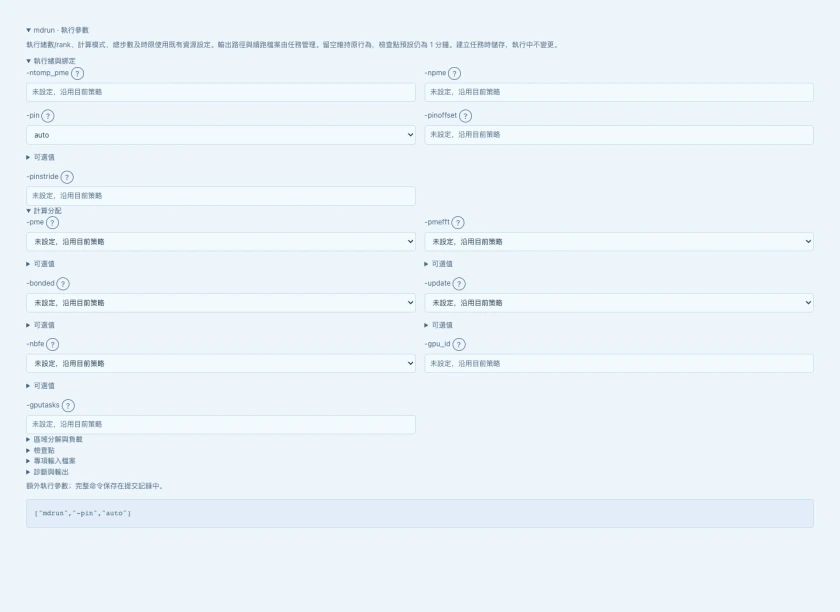 ▼ mdrun · 執行參數
執行緒數/rank、計算模式、總步數及時限使用既有資源設定。輸出路徑與續跑檔案由任務管理。留空維持原行為，檢查點預設仍為 1 分鐘。建立任務時儲存，執行中不變更。
▼ 執行緒與綁定
-ntomp_pme ?
-npme ?
未設定，沿用目前策略
未設定，沿用目前策略
-pin ?
-pinoffset ?
auto
未設定，沿用目前策略
▶ 可選值
-pinstride ?
未設定，沿用目前策略
▼ 計算分配
-pme ?
-pmefft ?
未設定，沿用目前策略
未設定，沿用目前策略
▶ 可選值
▶ 可選值
-bonded ?
-update ?
未設定，沿用目前策略
未設定，沿用目前策略
▶ 可選值
▶ 可選值
-nbfe ?
-gpu_id ?
未設定，沿用目前策略
未設定，沿用目前策略
▶ 可選值
-gputasks ?
未設定，沿用目前策略
▶ 區域分解與負載
▶ 檢查點
▶ 專項輸入檔案
▶ 診斷與輸出
額外執行參數；完整命令保存在提交記錄中。
["mdrun","-pin","auto"]